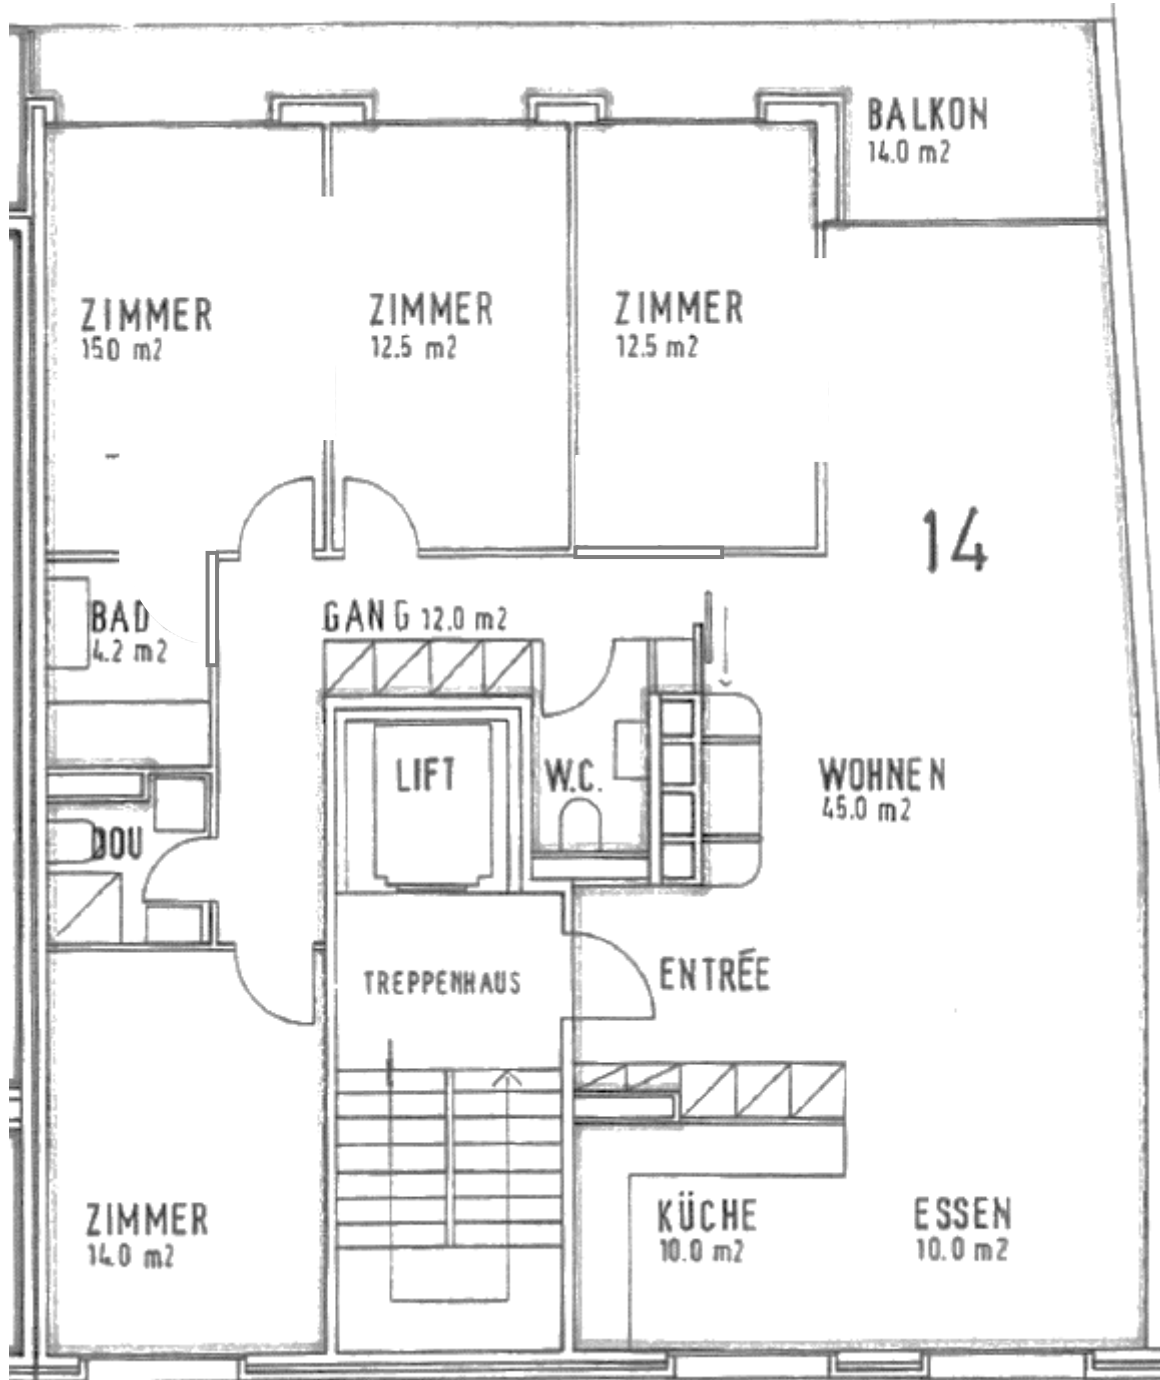 BALKON
14.0 m2
ZIMMER
15.0 m2
ZIMMER
12.5 m2
ZIMMER
12.5 m2
14
BAD
4.2 m2
GANG 12.0 m2
LIFT
W.C.
WOHNEN
45.0 m2
DOU
TREPPENHAUS
ENTRÉE
ZIMMER
14.0 m2
KÜCHE
10.0 m2
ESSEN
10.0 m2